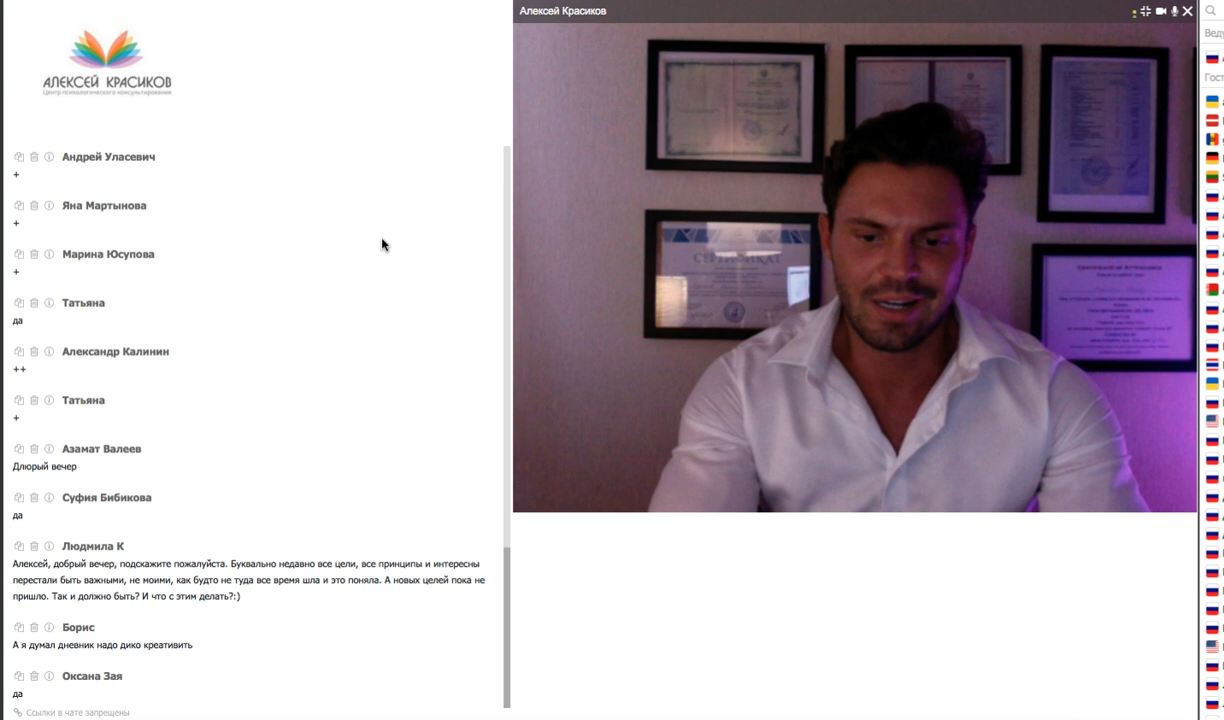 АЛЕКСЕЙ КРАСИКОВ
Центр психологического консультирования
Андрей Уласевич
+
Яна Мартынова
+
Марина Юсупова
+
Татьяна
да
Александр Калинин
++
Татьяна
+
Азамат Валеев
Длюрый вечер
Суфия Бибикова
да
Людмила К
Алексей, добрый вечер, подскажите пожалуйста. Буквально недавно все цели, все принципы и интересны
перестали быть важными, не моими, как будто не туда все время шла и это поняла. А новых целей пока не
пришло. Так и должно быть? И что с этим делать?:)
Борис
А я думал дневник надо дико креативить
Оксана Зая
да
Ссылки в чате запрещены
Алексей Красиков
СЕРТИФИКАТ
Веду
Гост